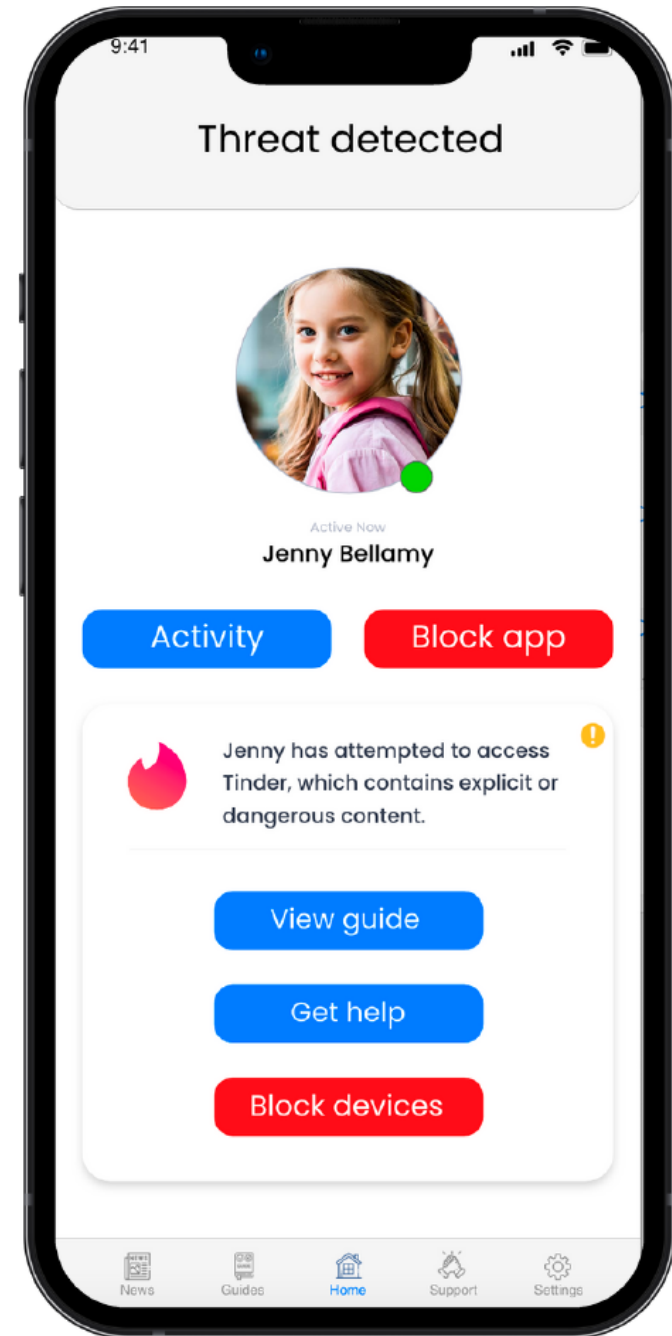 9:41
Threat detected
Active Now
Jenny Bellamy
Activity
Block app
Jenny has attempted to access
Tinder, which contains explicit or
dangerous content.
View guide
Get help
Block devices
NEWS
News
Guides
Home
Support
Settings